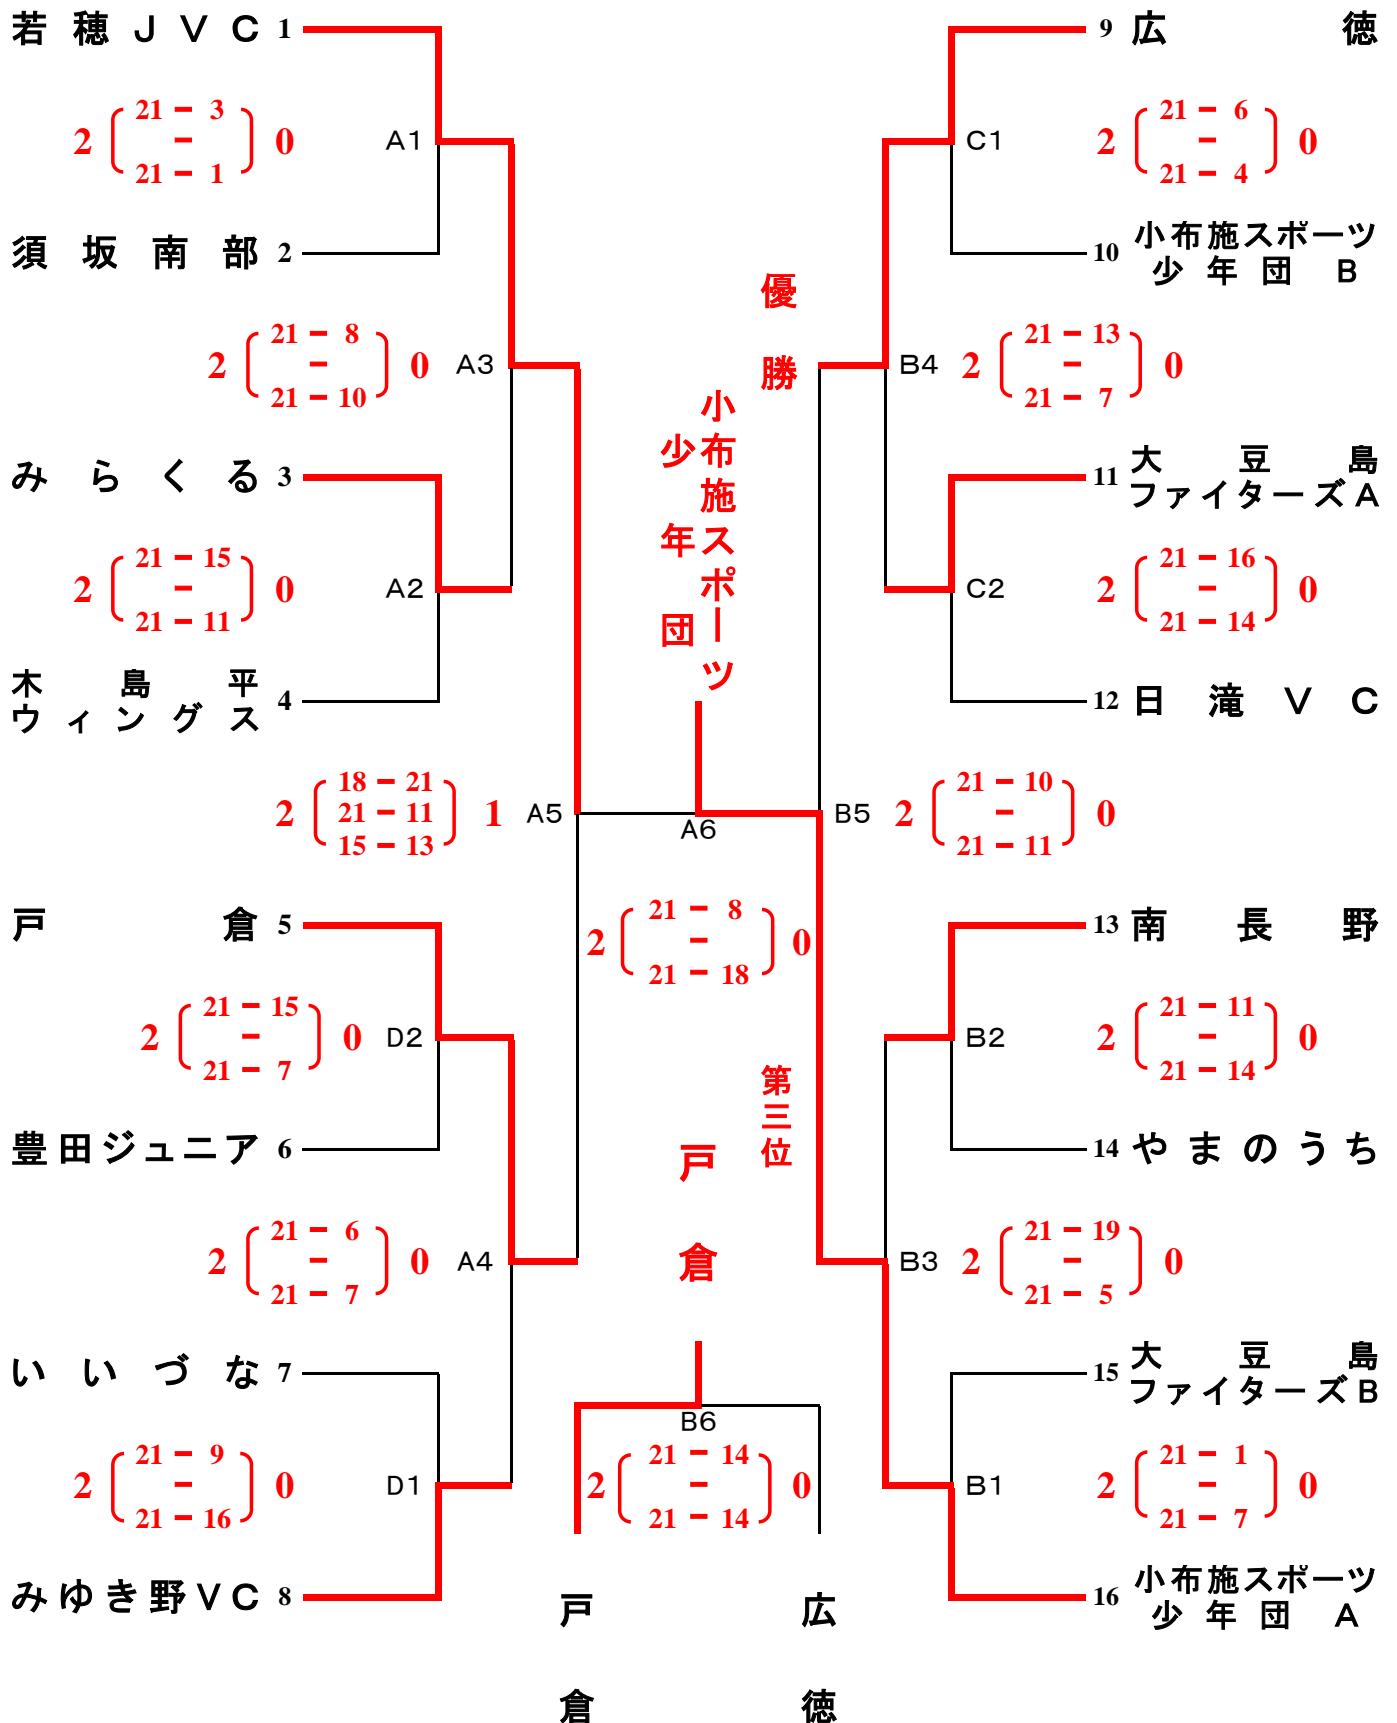 若穂ＪＶＣ 1
2 21 － 3 0
－
21 － 1
A1
須坂南部 2
2 21 － 8 0
－
21 － 10
A3
みらくる 3
2 21 － 15 0
－
21 － 11
A2
木島平
ウィングス 4
2 18 － 21 1
21 － 11
15 － 13
A5
戸倉 5
2 21 － 15 0
－
21 － 7
D2
豊田ジュニア 6
2 21 － 6 0
－
21 － 7
A4
いいづな 7
2 21 － 9 0
－
21 － 16
D1
みゆき野ＶＣ 8
優勝
小布施スポーツ
少年団
A6
2 21 － 8 0
－
21 － 18
第三位
戸倉
B6
2 21 － 14 0
－
21 － 14
戸倉
広徳
9 広徳
C1
2 21 － 6 0
－
21 － 4
10 小布施スポーツ
少年団 B
B4
2 21 － 13 0
－
21 － 7
11 大豆島
ファイターズＡ
C2
2 21 － 16 0
－
21 － 14
12 日滝ＶＣ
B5
2 21 － 10 0
－
21 － 11
13 南長野
B2
2 21 － 11 0
－
21 － 14
14 やまのうち
B3
2 21 － 19 0
－
21 － 5
15 大豆島
ファイターズB
B1
2 21 － 1 0
－
21 － 7
16 小布施スポーツ
少年団 A